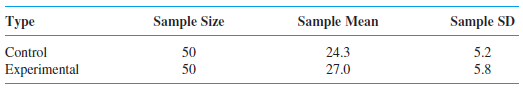 Type Sample Size Sample Mean Sample SD
Control 50 24.3 5.2
Experimental 50 27.0 5.8